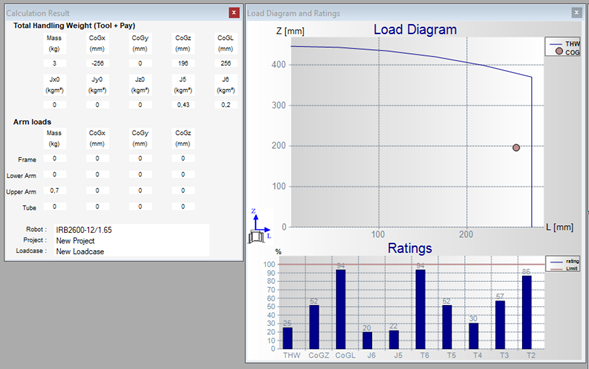 Calculation Result
Total Handling Weight (Tool + Pay)
Mass CoGx CoGy CoGz CoGL
(kg) (mm) (mm) (mm) (mm)
3 -256 0 196 256
Jx0 Jy0 Jz0 J5 J6
(kgm²) (kgm²) (kgm²) (kgm²) (kgm²)
0 0 0 0,43 0,2
Arm loads
Mass CoGx CoGy CoGz
(kg) (mm) (mm) (mm)
Frame 0 0 0 0
Lower Arm 0 0 0 0
Upper Arm 0,7 0 0 0
Tube 0 0 0
Robot : IRB2600-12/1.65
Project : New Project
Loadcase : New Loadcase
Load Diagram and Ratings
Z [mm] Load Diagram
THW
COG
400
300
200
100
0
100 200
L [mm]
Z
L
Ratings
%
rating
Limit
100
90
80
70
60
50
40
30
20
10
0
25 52 94 20 22 94 52 30 57 86
THW CoGZ CoGL J6 J5 T6 T5 T4 T3 T2